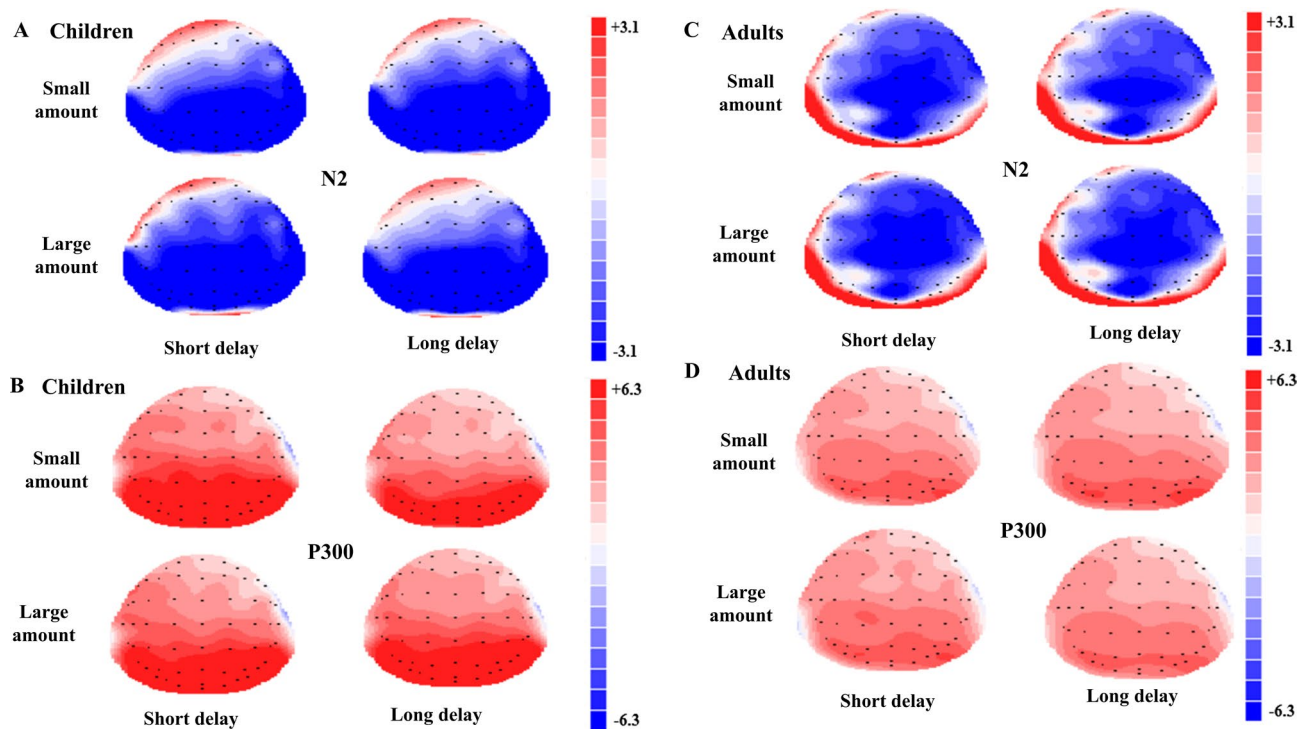 A Children
+3.1
Small
amount
N2
Large
amount
Short delay
Long delay
-3.1
B Children
+6.3
Small
amount
P300
Large
amount
Short delay
Long delay
-6.3
C Adults
+3.1
Small
amount
N2
Large
amount
Short delay
Long delay
-3.1
D Adults
+6.3
Small
amount
P300
Large
amount
Short delay
Long delay
-6.3